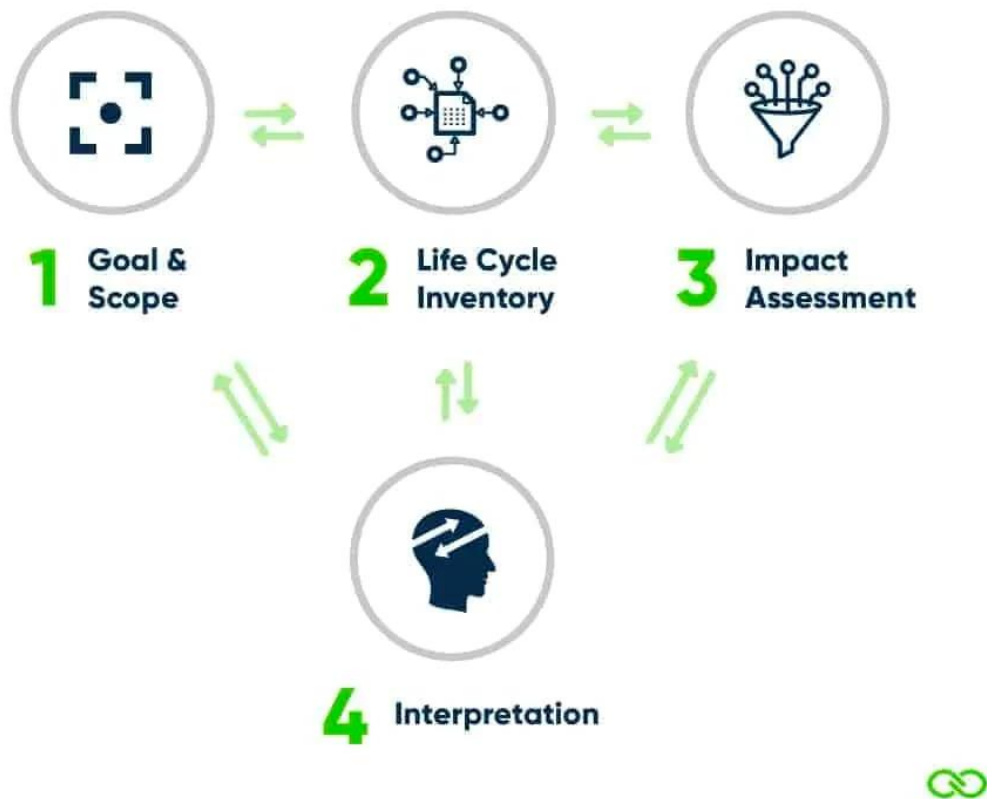 1
Goal &
Scope
2
Life Cycle
Inventory
3
Impact
Assessment
4
Interpretation